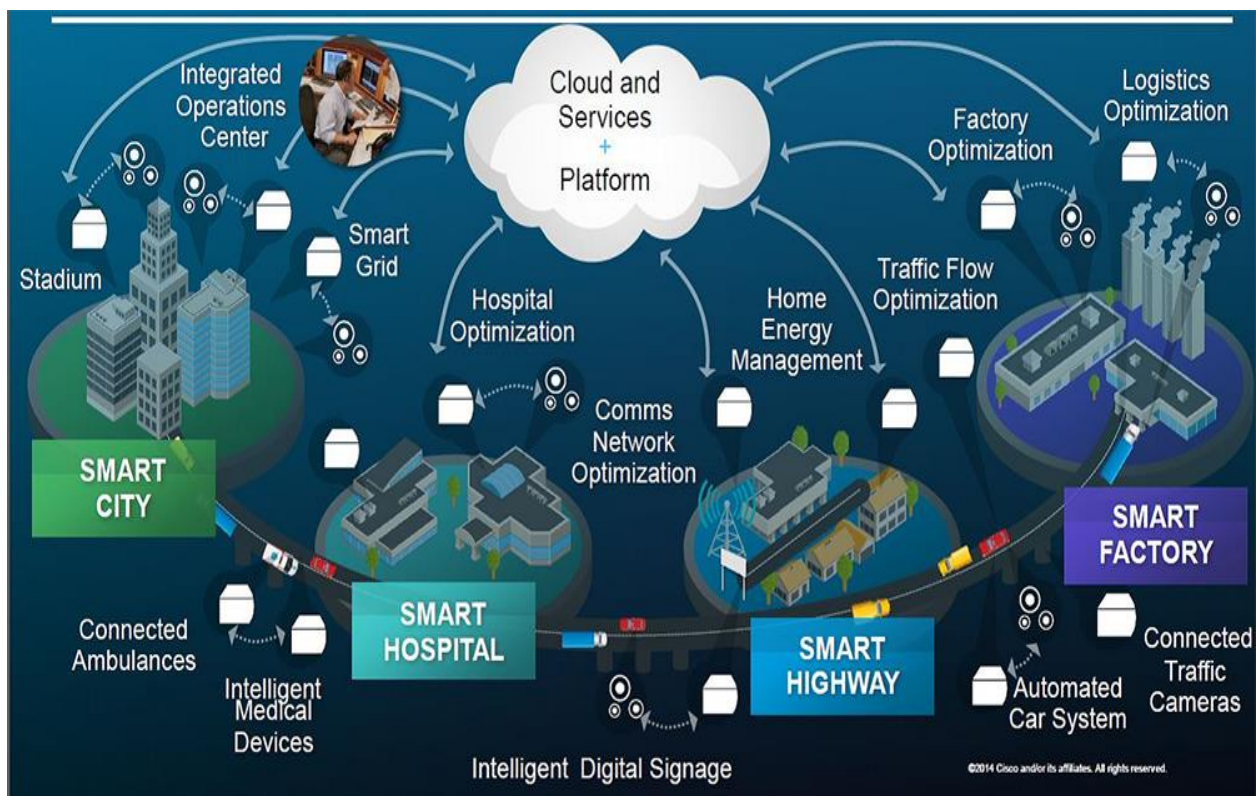 Cloud and
Services
+
Platform
Integrated
Operations
Center
Logistics
Optimization
Factory
Optimization
Stadium
Smart
Grid
Traffic Flow
Optimization
Hospital
Optimization
Home
Energy
Management
Comms
Network
Optimization
SMART
CITY
SMART
FACTORY
SMART
HOSPITAL
SMART
HIGHWAY
Connected
Ambulances
Intelligent
Medical
Devices
Intelligent Digital Signage
Automated
Car System
Connected
Traffic
Cameras
©2014 Cisco and/or its affiliates. All rights reserved.